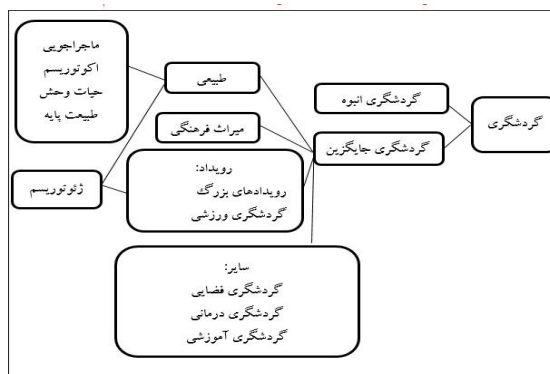 گردشگری
گردشگری انبوه
گردشگری جایگزین
طبیعی
میراث فرهنگی
رویداد:
رویدادهای بزرگ
گردشگری ورزشی
سایر:
گردشگری فضایی
گردشگری درمانی
گردشگری آموزشی
ماجراجویی
اکوتوریسم
حیات وحش
طبیعت پایه
ژئوتوریسم